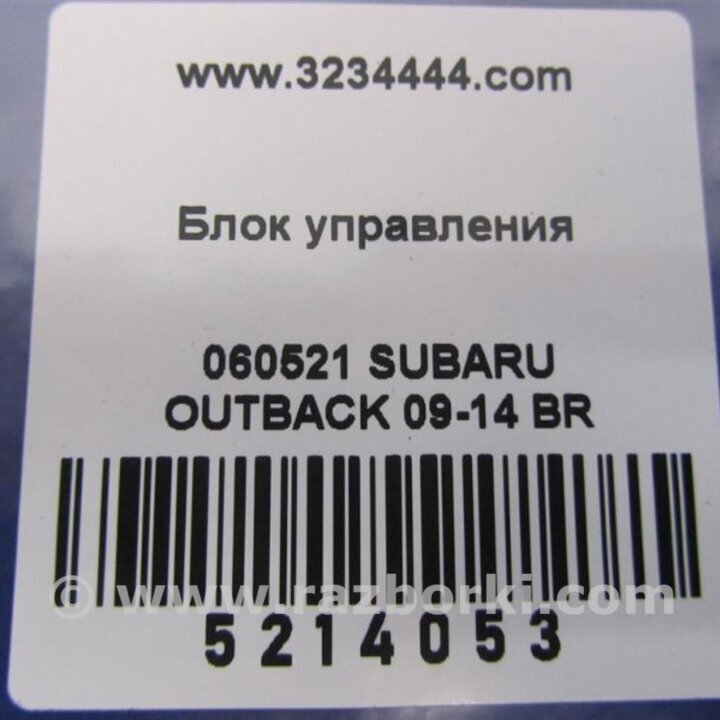 www.3234444.com
Блок управления
060521 SUBARU
OUTBACK 09-14 BR
© www.razborki.com
5214053